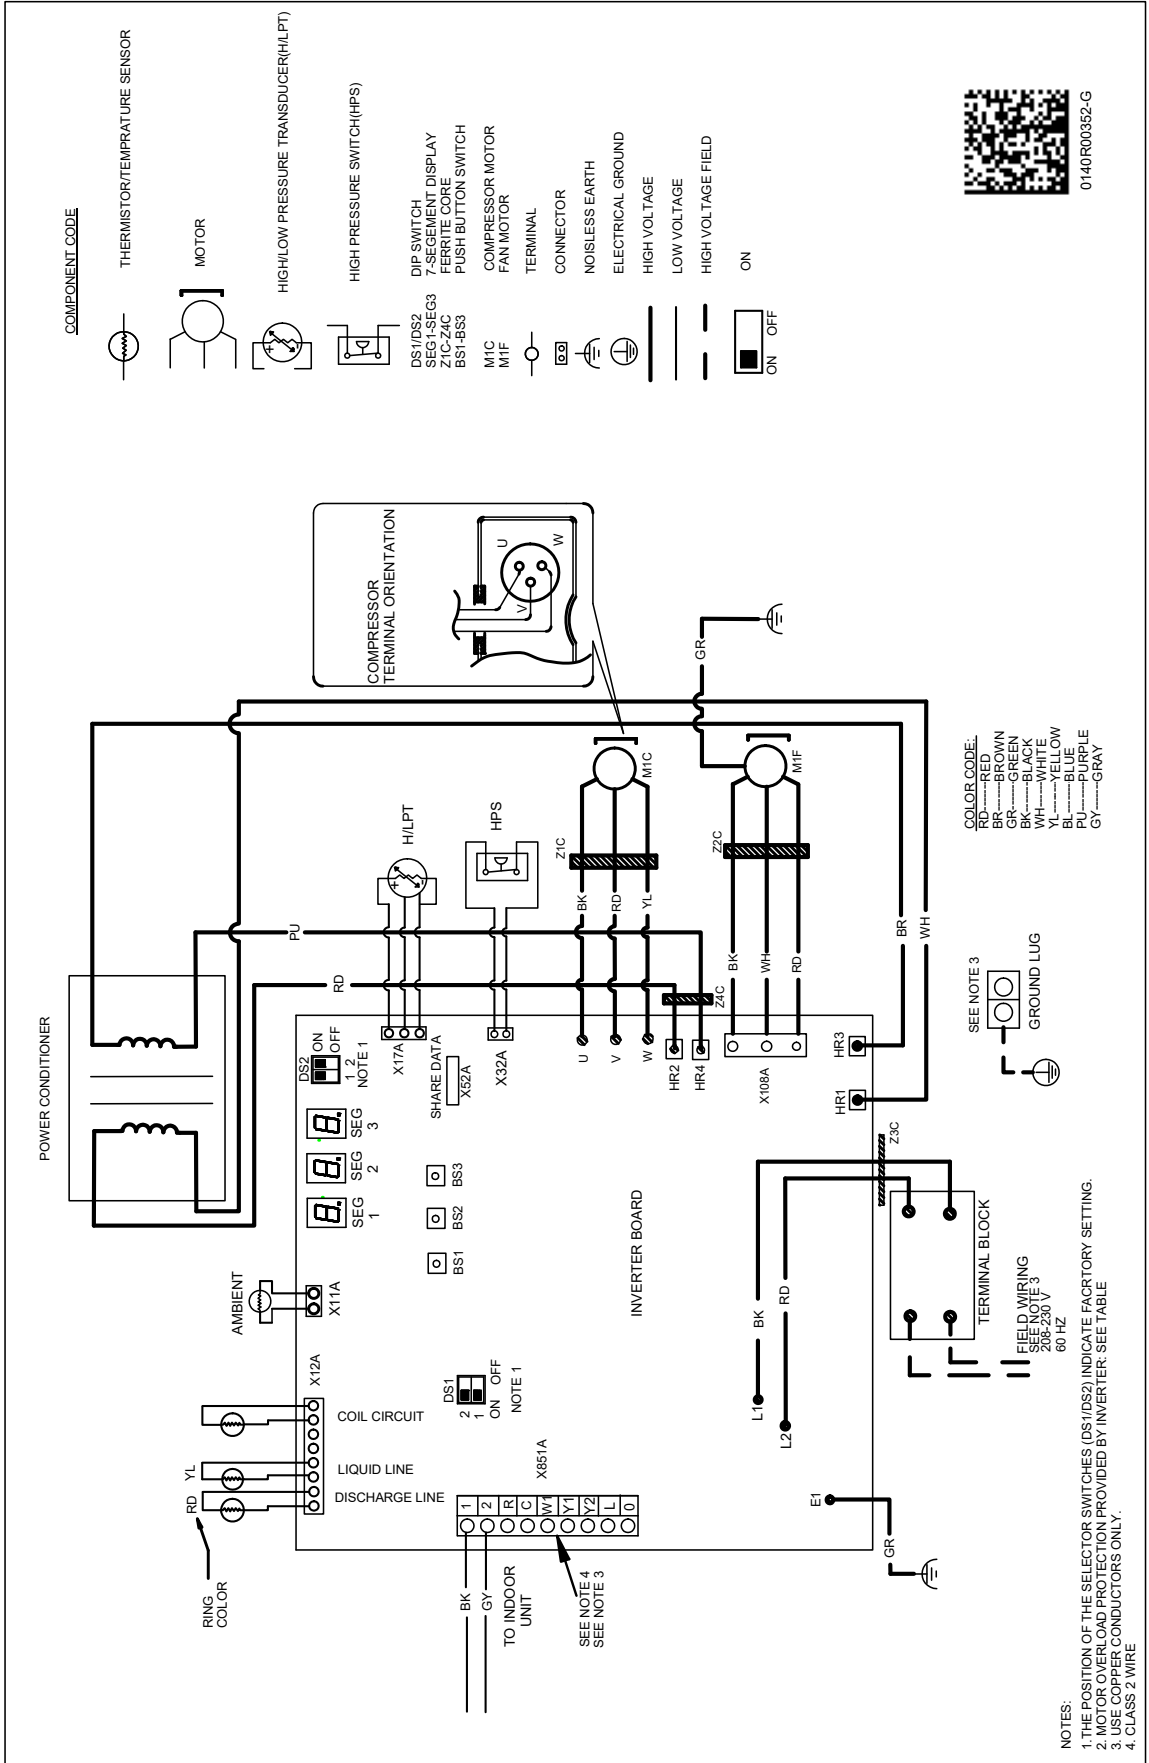 COMPONENT CODE
THERMISTOR/TEMPRATURE SENSOR
MOTOR
HIGH/LOW PRESSURE TRANSDUCER(H/LPT)
HIGH PRESSURE SWITCH(HPS)
DS1/DS2 DIP SWITCH
SEG1-SEG3 7-SEGEMENT DISPLAY
Z1C-Z4C FERRITE CORE
BS1-BS3 PUSH BUTTON SWITCH
M1C COMPRESSOR MOTOR
M1F FAN MOTOR
TERMINAL
CONNECTOR
NOISLESS EARTH
ELECTRICAL GROUND
HIGH VOLTAGE
LOW VOLTAGE
HIGH VOLTAGE FIELD
ON OFF ON
0140R00352-G
POWER CONDITIONER
COMPRESSOR
TERMINAL ORIENTATION
U
V
W
RING
COLOR
RD
YL
AMBIENT
X12A
X11A
COIL CIRCUIT
LIQUID LINE
DISCHARGE LINE
SEG
1
SEG
2
SEG
3
DS2
ON
OFF
1 2
NOTE 1
X17A
H/LPT
RD
PU
SHARE DATA
X52A
X32A
HPS
BS1
BS2
BS3
DS1
2
1
ON
OFF
NOTE 1
X851A
1
2
R
C
W1
Y1
Y2
L
0
BK
GY
TO INDOOR
UNIT
SEE NOTE 4
SEE NOTE 3
INVERTER BOARD
U
V
W
BK
RD
YL
Z1C
M1C
HR2
HR4
Z4C
X108A
BK
WH
RD
Z2C
M1F
GR
HR3
HR1
BR
WH
L1
L2
BK
RD
Z3C
E1
GR
TERMINAL BLOCK
FIELD WIRING
SEE NOTE 3
208-230 V
60 HZ
SEE NOTE 3
GROUND LUG
COLOR CODE:
RD-------RED
BR-------BROWN
GR-------GREEN
BK-------BLACK
WH------WHITE
YL-------YELLOW
BL-------BLUE
PU-------PURPLE
GY-------GRAY
NOTES:
1.THE POSITION OF THE SELECTOR SWITCHES (DS1/DS2) INDICATE FACRTORY SETTING.
2. MOTOR OVERLOAD PROTECTION PROVIDED BY INVERTER: SEE TABLE
3. USE COPPER CONDUCTORS ONLY.
4. CLASS 2 WIRE